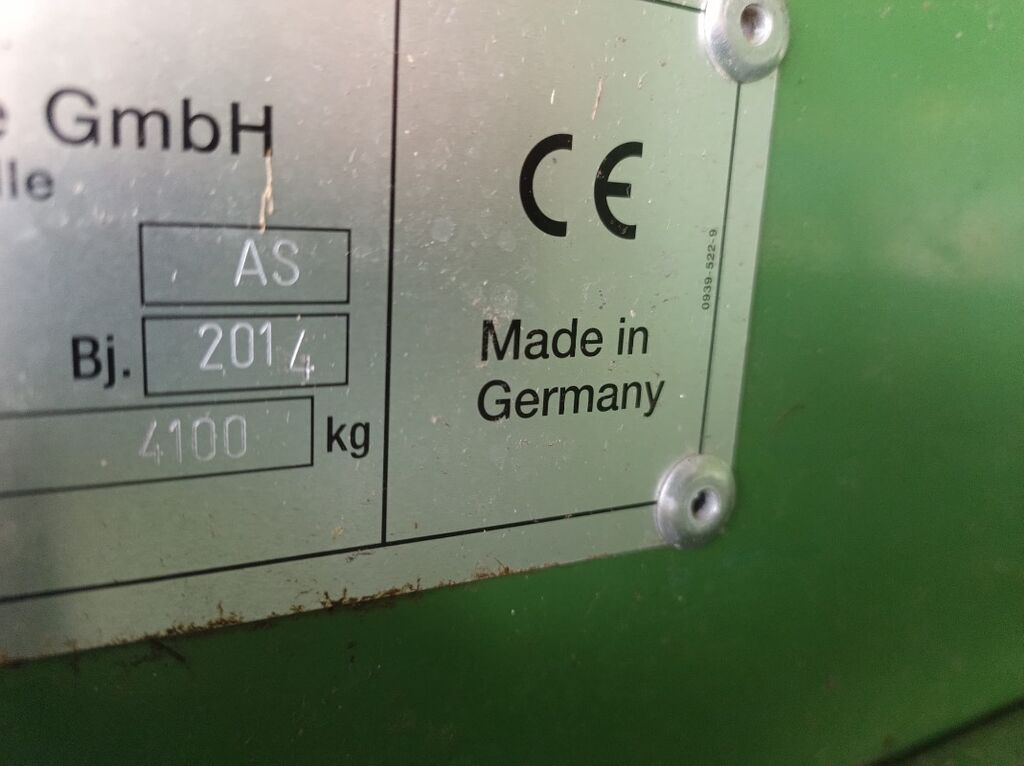 GmbH
AS
Bj. 2014
4100 kg
CE
Made in
Germany
0939-522-9